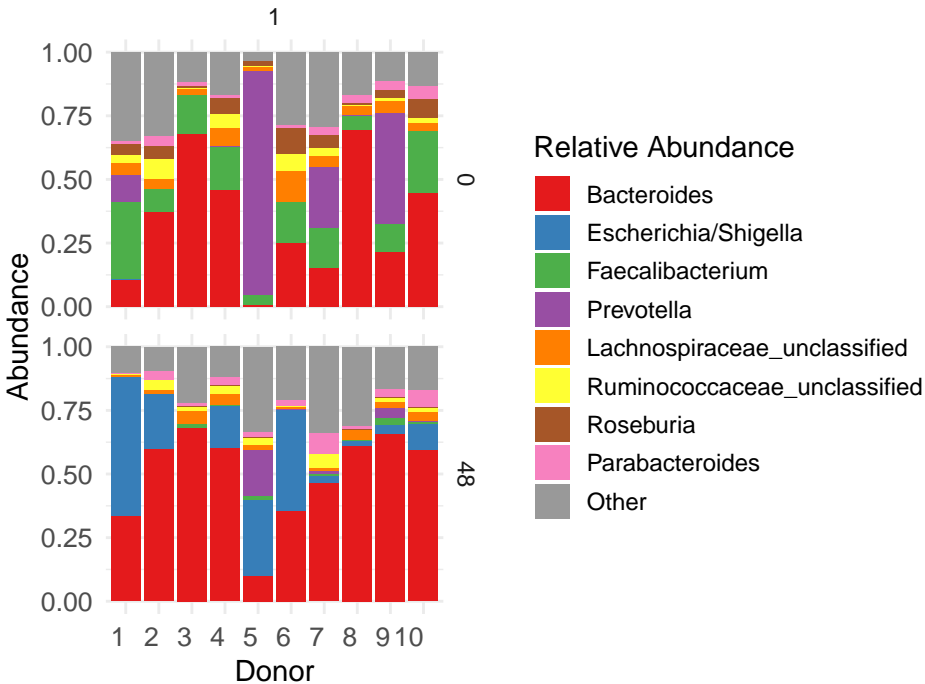 1
1.00
0.75
0.50
0.25
0.00
0
1.00
0.75
0.50
0.25
0.00
48
1 2 3 4 5 6 7 8 9 10
Donor
Abundance
Relative Abundance
Bacteroides
Escherichia/Shigella
Faecalibacterium
Prevotella
Lachnospiraceae_unclassified
Ruminococcaceae_unclassified
Roseburia
Parabacteroides
Other